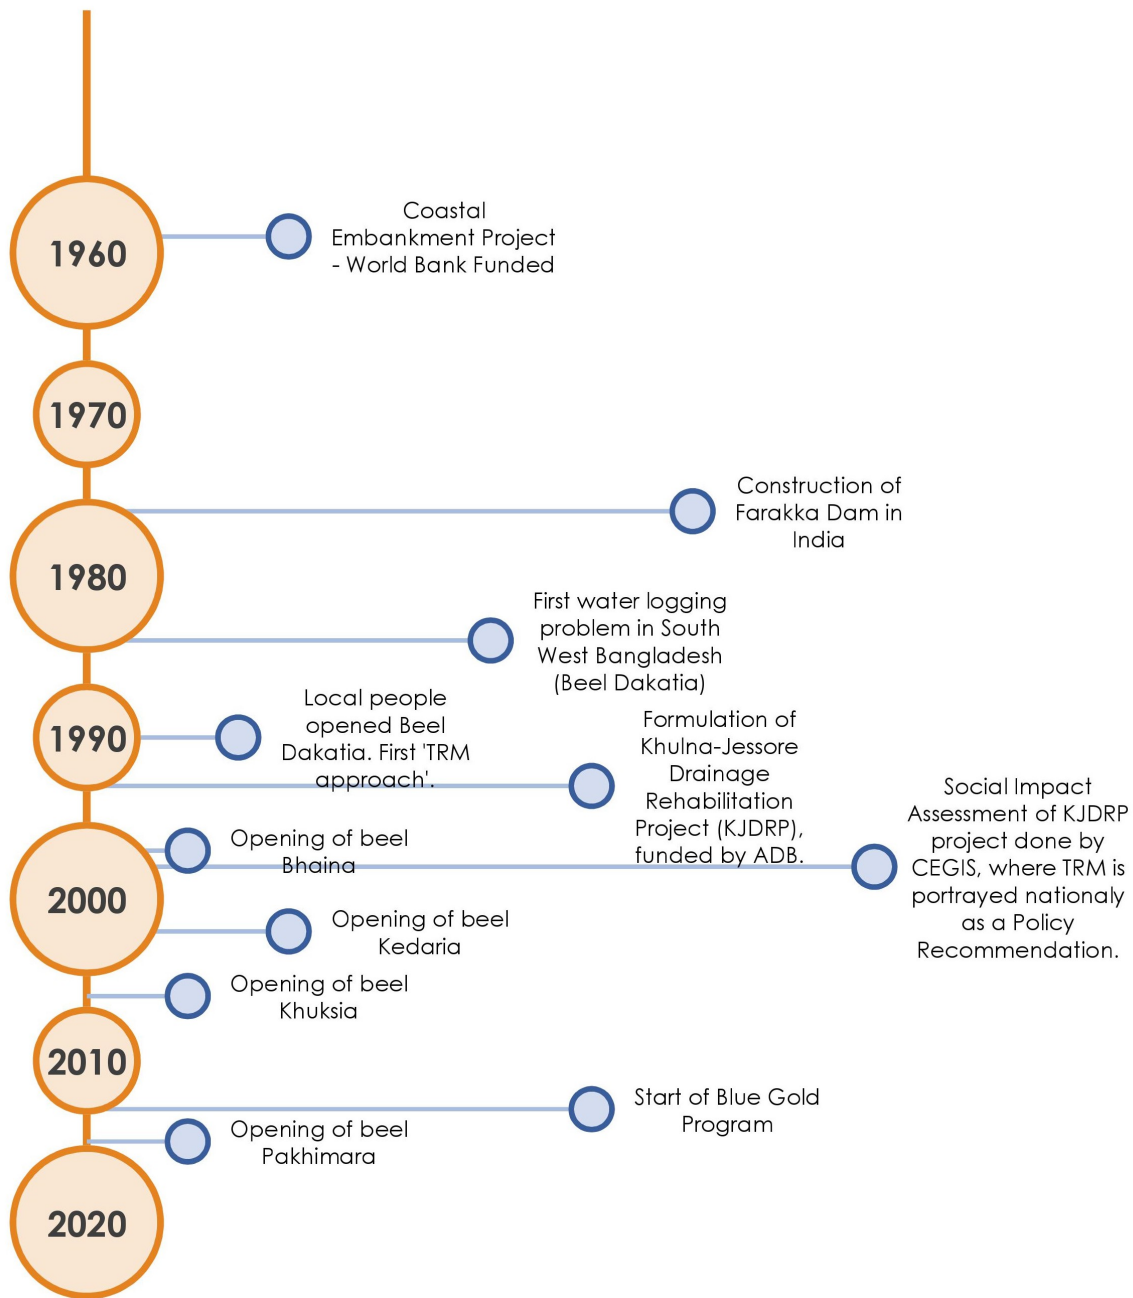 1960
Coastal
Embankment Project
- World Bank Funded
1970
Construction of
Farakka Dam in
India
1980
First water logging
problem in South
West Bangladesh
(Beel Dakatia)
1990
Local people
opened Beel
Dakatia. First 'TRM
approach'.
Formulation of
Khulna-Jessore
Drainage
Rehabilitation
Project (KJDRP),
funded by ADB.
Social Impact
Assessment of KJDRP
project done by
CEGIS, where TRM is
portrayed nationaly
as a Policy
Recommendation.
Opening of beel
Bhaina
2000
Opening of beel
Kedaria
Opening of beel
Khuksia
2010
Start of Blue Gold
Program
Opening of beel
Pakhimara
2020